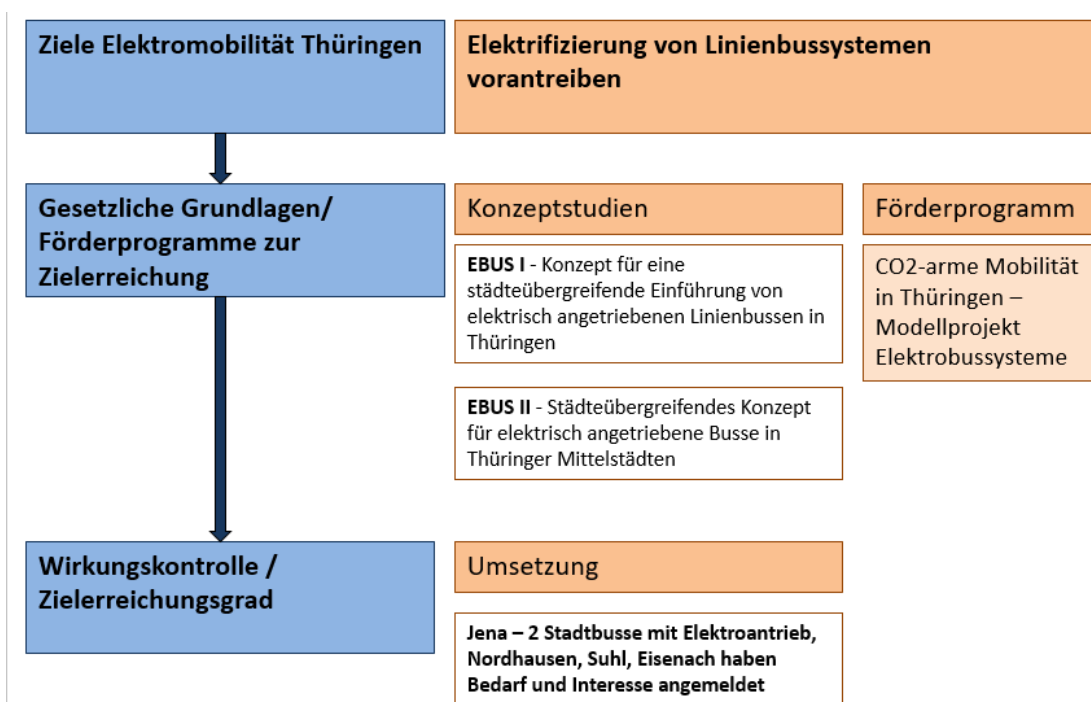 Ziele Elektromobilität Thüringen
Elektrifizierung von Linienbussystemen
vorantreiben
Gesetzliche Grundlagen/
Förderprogramme zur
Zielerreichung
Konzeptstudien
EBUS I - Konzept für eine
städteübergreifende Einführung von
elektrisch angetriebenen Linienbussen in
Thüringen
EBUS II - Städteübergreifendes Konzept
für elektrisch angetriebene Busse in
Thüringer Mittelstädten
Förderprogramm
CO2-arme Mobilität
in Thüringen –
Modellprojekt
Elektrobussysteme
Wirkungskontrolle /
Zielerreichungsgrad
Umsetzung
Jena – 2 Stadtbusse mit Elektroantrieb,
Nordhausen, Suhl, Eisenach haben
Bedarf und Interesse angemeldet